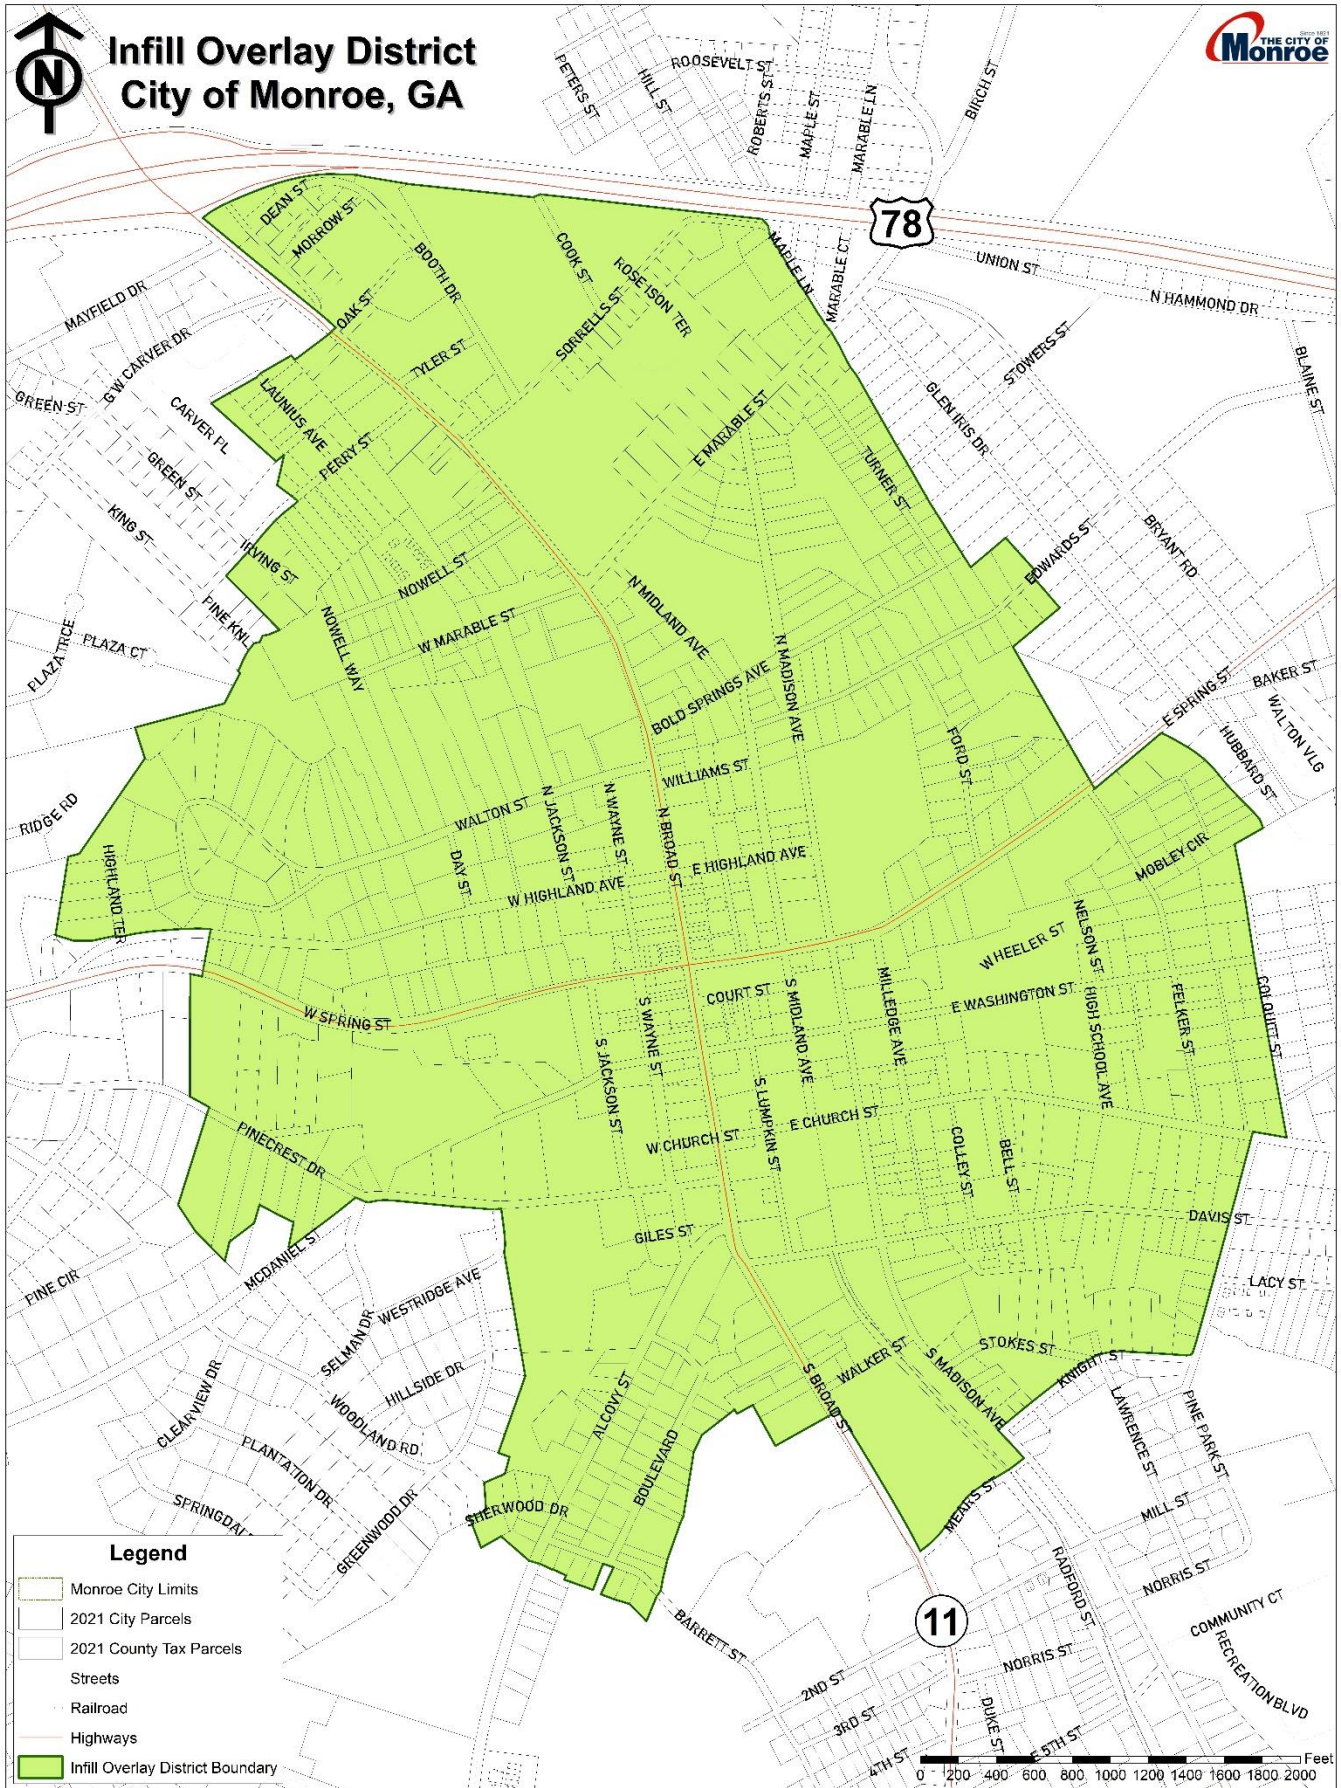 Infill Overlay District
City of Monroe, GA
N
Since 1821
THE CITY OF
Monroe
ROOSEVELT ST
PETERS ST
HILL ST
ROBERTS ST
MAPLE ST
MARABLE LN
BIRCH ST
78
DEAN ST
MORROW ST
BOOTH DR
COOK ST
ROSE ISON TER
MAPLE LN
MARABLE CT
UNION ST
N HAMMOND DR
MAYFIELD DR
OAK ST
SORRELLS ST
STOWERS ST
BLAINE ST
G W CARVER DR
TYLER ST
GREEN ST
CARVER PL
LAUNIUS AVE
E MARABLE ST
GLEN IRIS DR
PERRY ST
GREEN ST
TURNER ST
KING ST
BRYANT RD
IRVING ST
NOWELL ST
EDWARDS ST
PINE KNL
N MIDLAND AVE
W MARABLE ST
PLAZA TRCE
PLAZA CT
NOWELL WAY
N MADISON AVE
BOLD SPRINGS AVE
E SPRING ST
BAKER ST
WALTON VLG
HUBBARD ST
FORD ST
WILLIAMS ST
RIDGE RD
WALTON ST
N JACKSON ST
N WAYNE ST
N BROAD ST
HIGHLAND TER
DAY ST
W HIGHLAND AVE
E HIGHLAND AVE
MOBLEY CIR
NELSON ST
WHEELER ST
W SPRING ST
S WAYNE ST
COURT ST
S MIDLAND AVE
MILLEDGE AVE
E WASHINGTON ST
HIGH SCHOOL AVE
FELKER ST
COLQUITT ST
S JACKSON ST
S LUMPKIN ST
W CHURCH ST
E CHURCH ST
PINECREST DR
COLLEY ST
BELL ST
DAVIS ST
GILES ST
MCDANIEL ST
PINE CIR
LACY ST
WESTRIDGE AVE
SELMAN DR
HILLSIDE DR
STOKES ST
WALKER ST
KNIGHT ST
S MADISON AVE
S BROAD ST
CLEARVIEW DR
WOODLAND RD
ALCOVY ST
LAWRENCE ST
PINE PARK ST
PLANTATION DR
BOULEVARD
SPRINGDALE
GREENWOOD DR
SHERWOOD DR
MEARS ST
MILL ST
RADFORD ST
NORRIS ST
COMMUNITY CT
11
BARRETT ST
NORRIS ST
RECREATION BLVD
2ND ST
3RD ST
DUKE ST
4TH ST
E 5TH ST
Legend
Monroe City Limits
2021 City Parcels
2021 County Tax Parcels
Streets
Railroad
Highways
Infill Overlay District Boundary
Feet
0 200 400 600 800 1000 1200 1400 1600 1800 2000